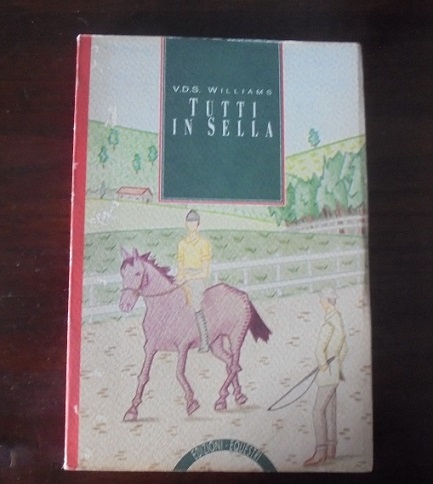 V.D.S. WILLIAMS
TUTTI
IN SELLA
EDIZIONI EQUESTRI